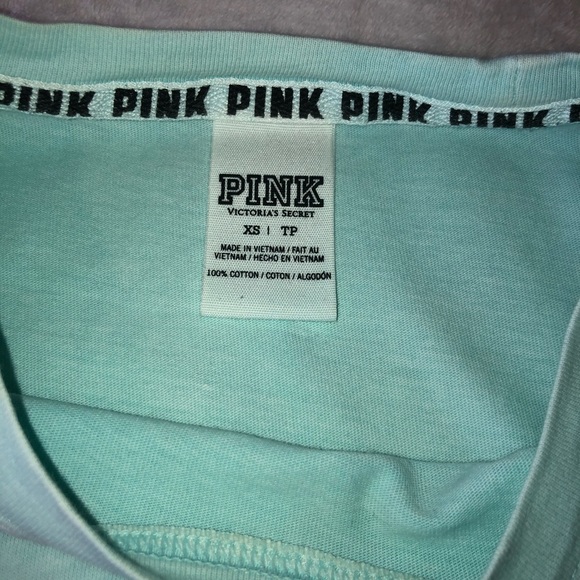 PINK PINK PINK PINK PINK PINK
PINK
VICTORIA'S SECRET
XS | TP
MADE IN VIETNAM / FAIT AU
VIETNAM / HECHO EN VIETNAM
100% COTTON / COTON / ALGODÓN